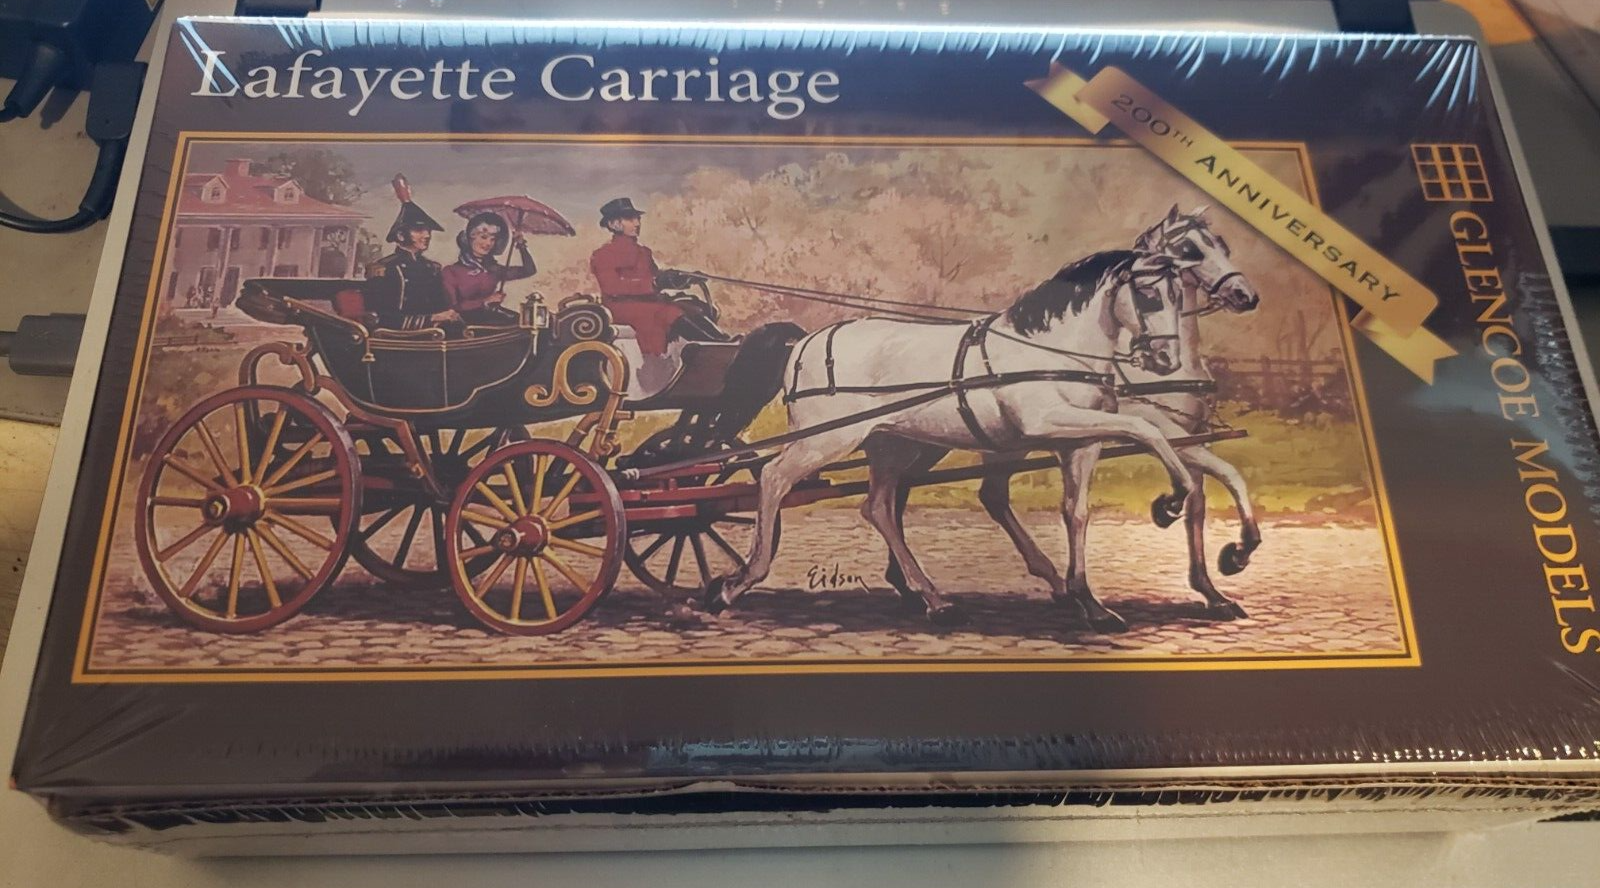 Lafayette Carriage
200TH ANNIVERSARY
GLENCOE MODELS
Eidson